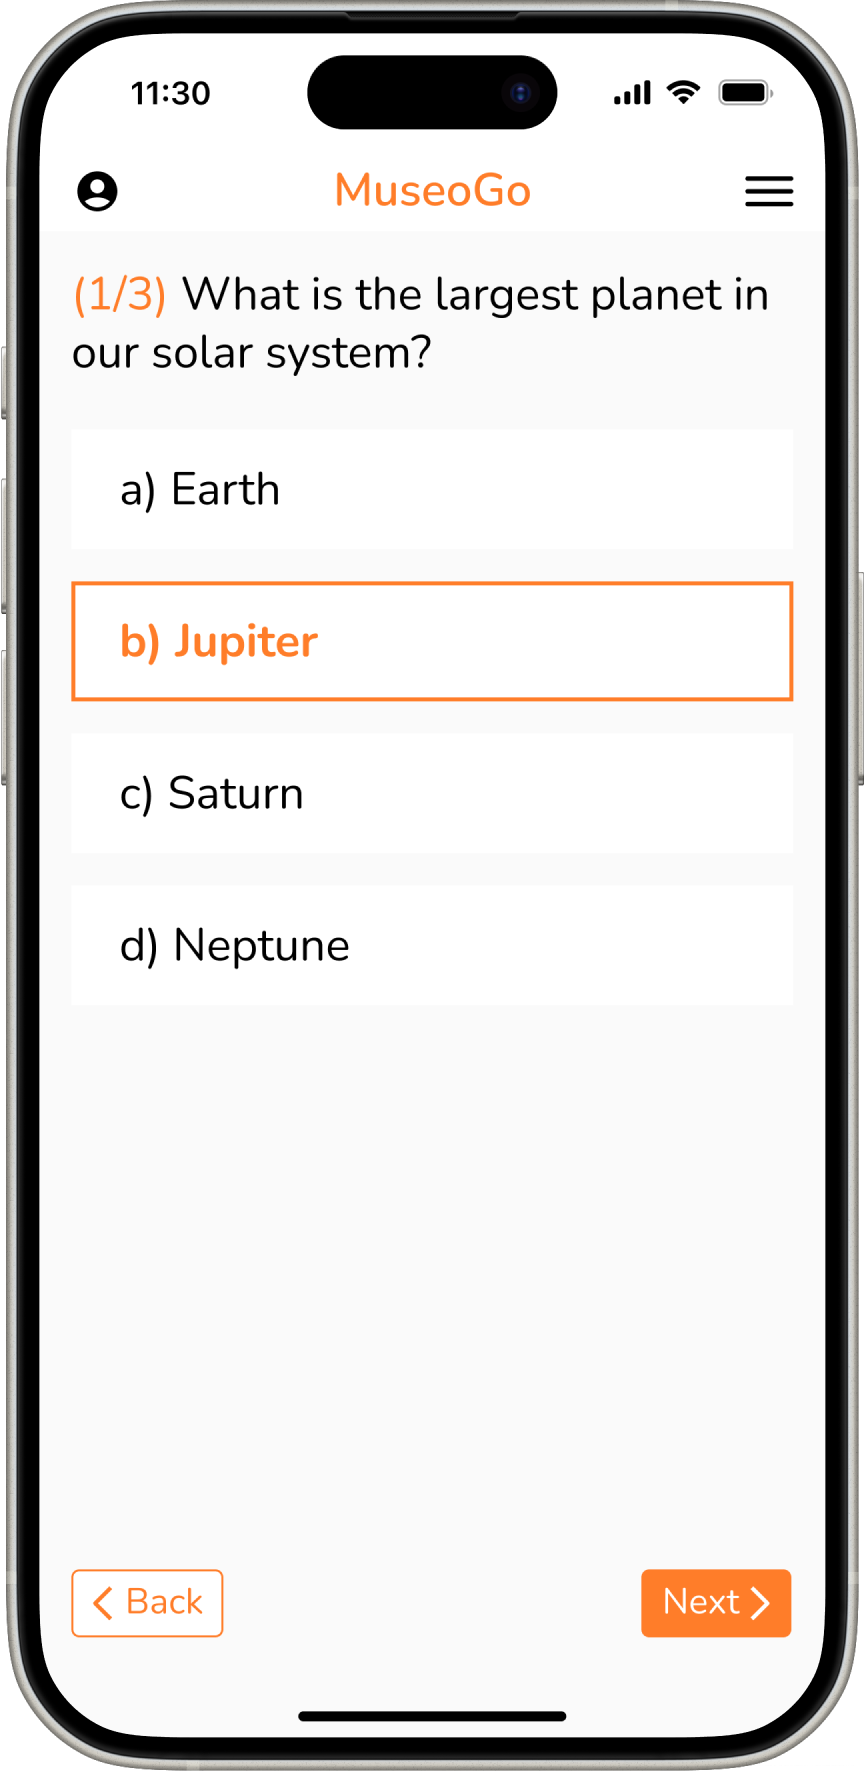 11:30
MuseoGo
(1/3) What is the largest planet in
our solar system?
a) Earth
b) Jupiter
c) Saturn
d) Neptune
Back
Next